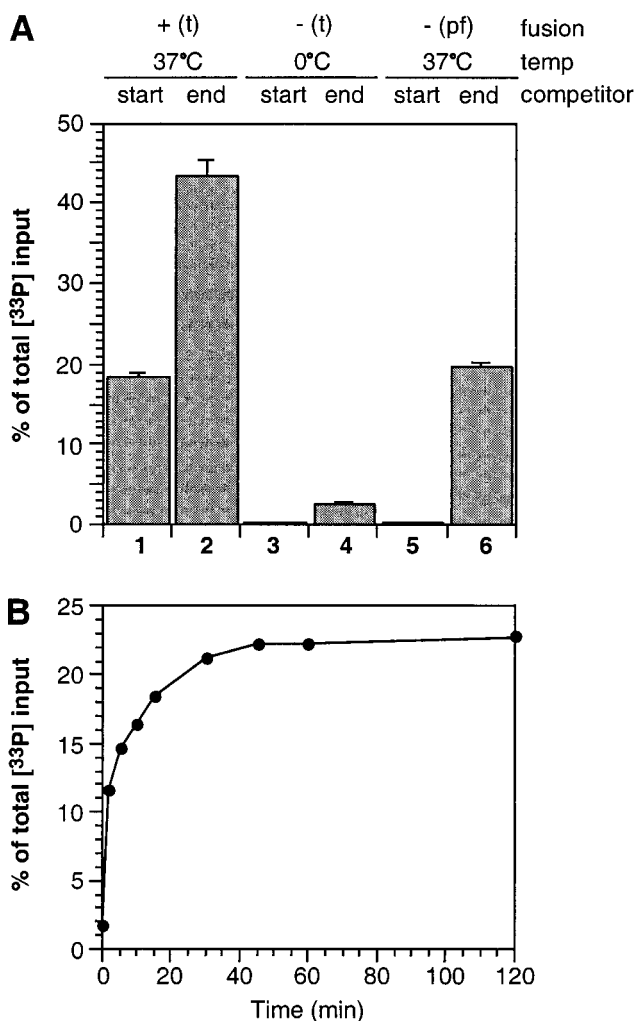 A
+ (t) - (t) - (pf) fusion
37°C 0°C 37°C temp
start end start end start end competitor
% of total [³³P] input
50
40
30
20
10
0
1 2 3 4 5 6
B
% of total [³³P] input
25
20
15
10
5
0
0 20 40 60 80 100 120
Time (min)